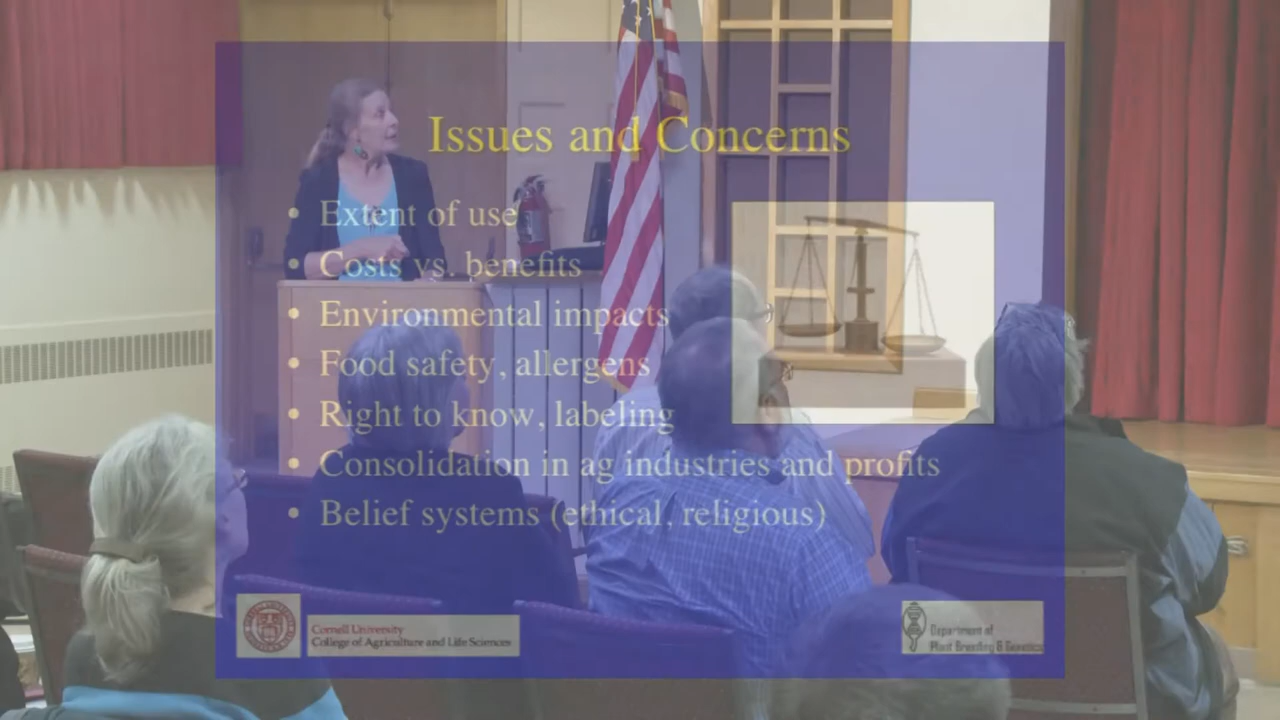 Issues and Concerns
• Extent of use
• Costs vs. benefits
• Environmental impacts
• Food safety, allergens
• Right to know, labeling
• Consolidation in ag industries and profits
• Belief systems (ethical, religious)
Cornell University
College of Agriculture and Life Sciences
Department of
Plant Breeding & Genetics